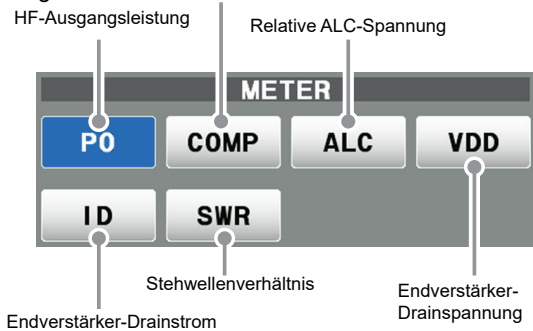 HF-Ausgangsleistung
Relative ALC-Spannung
METER
PO
COMP
ALC
VDD
ID
SWR
Stehwellenverhältnis
Endverstärker-
Drainspannung
Endverstärker-Drainstrom